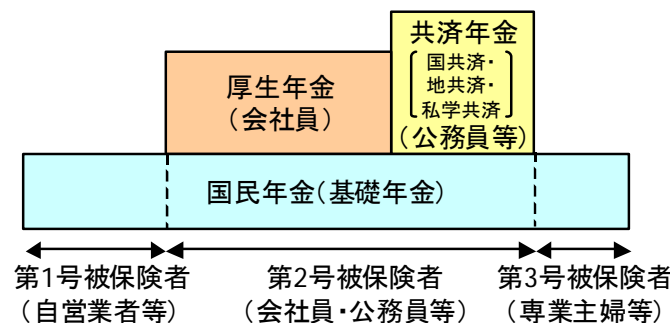 共済年金
国共済・
地共済・
私学共済
(公務員等)
厚生年金
(会社員)
国民年金(基礎年金)
第1号被保険者
(自営業者等)
第2号被保険者
(会社員・公務員等)
第3号被保険者
(専業主婦等)